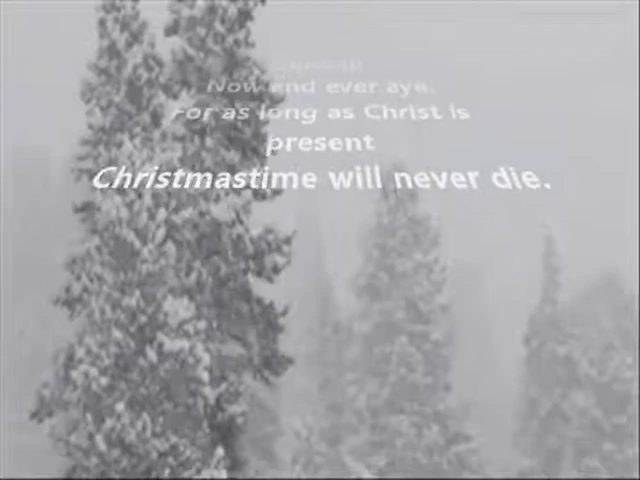 Now and ever aye.
For as long as Christ is
present
Christmastime will never die.